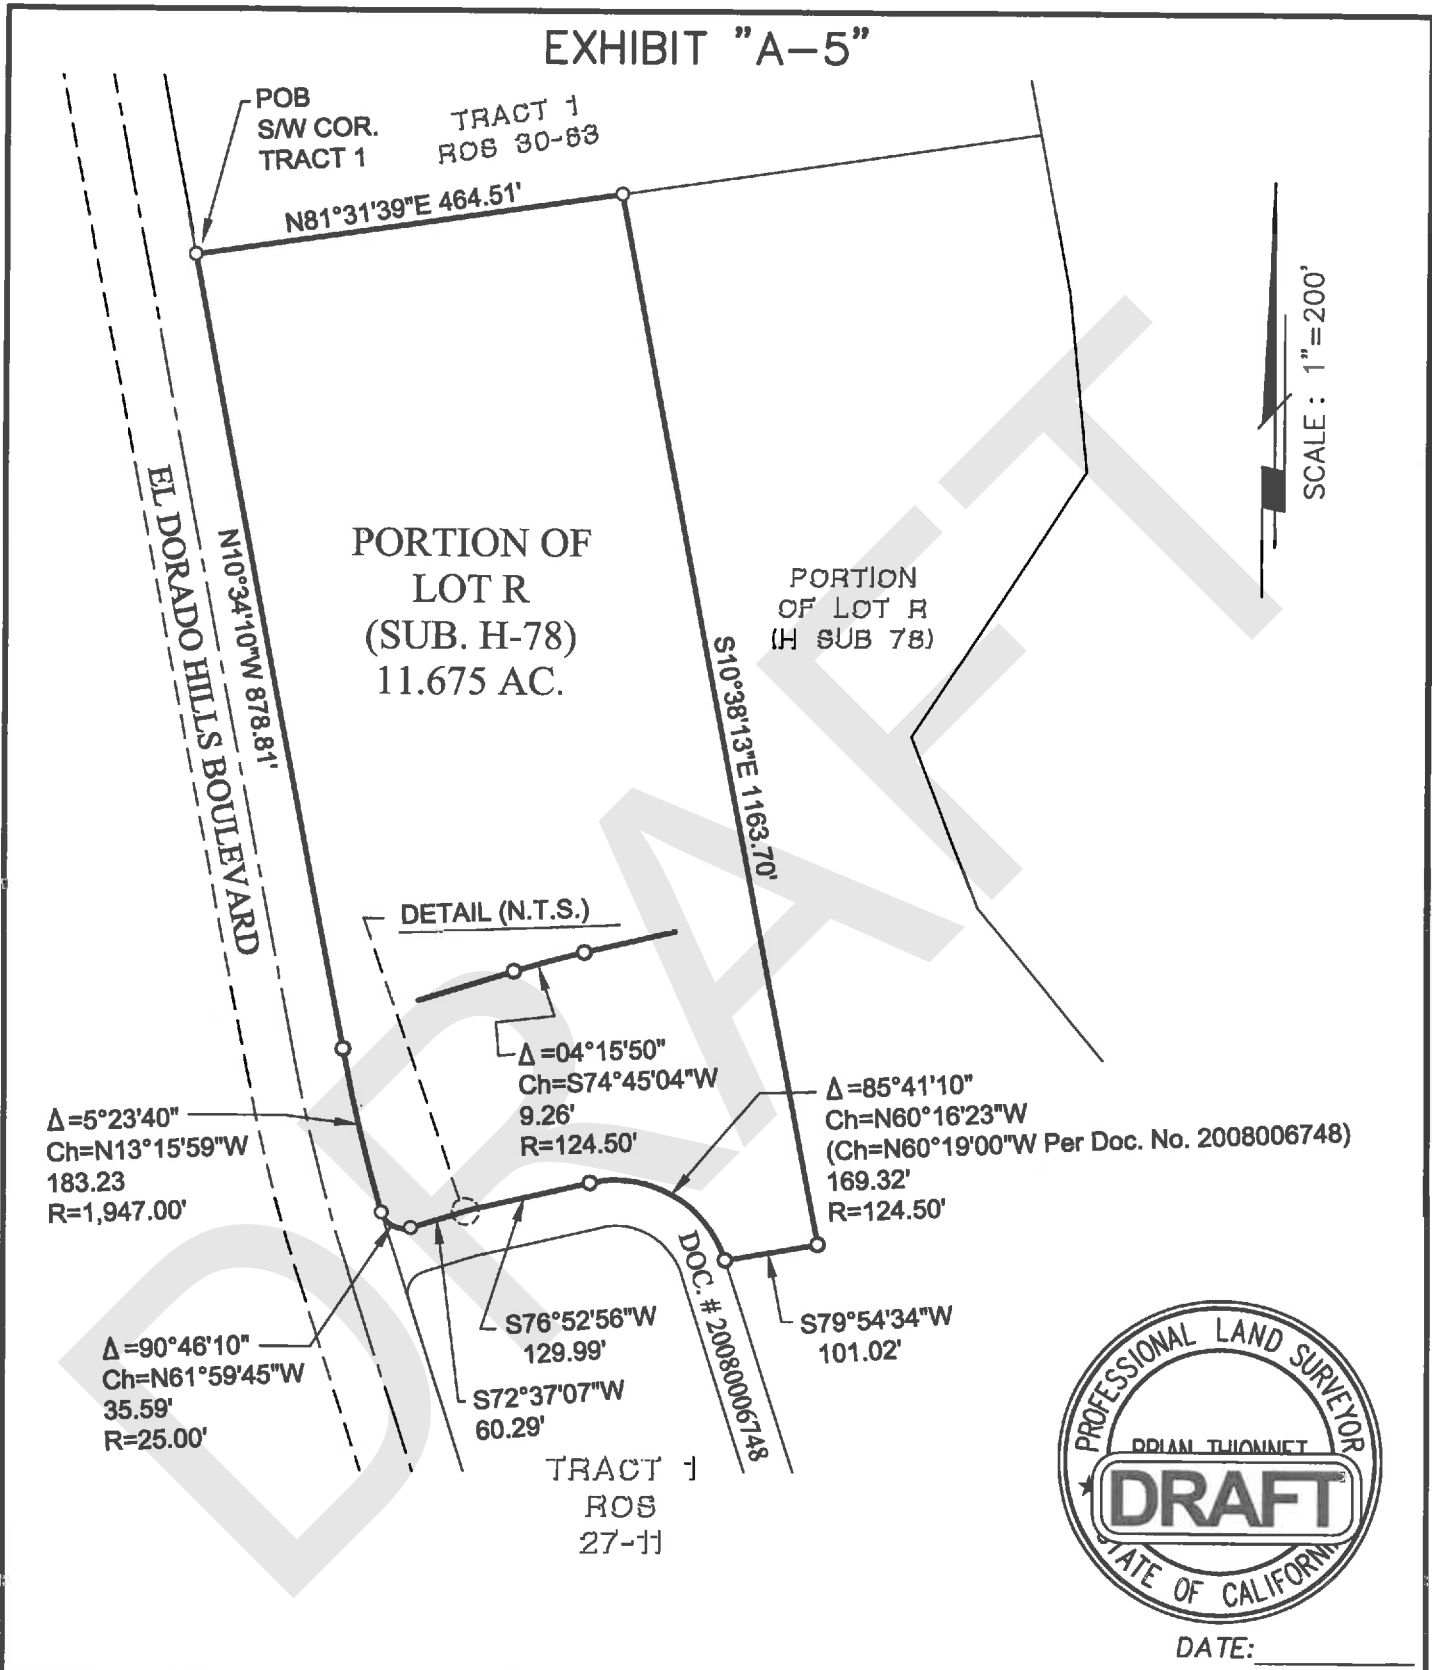 EXHIBIT "A-5"
POB
S/W COR.
TRACT 1
TRACT 1
ROS 30-83
N81°31'39"E 464.51'
SCALE : 1"=200'
EL DORADO HILLS BOULEVARD
N10°34'10"W 878.81'
PORTION OF
LOT R
(SUB. H-78)
11.675 AC.
PORTION
OF LOT R
(H SUB 78)
S10°38'13"E 1163.70'
DETAIL (N.T.S.)
Δ=04°15'50"
Ch=S74°45'04"W
9.26'
R=124.50'
Δ=85°41'10"
Ch=N60°16'23"W
(Ch=N60°19'00"W Per Doc. No. 2008006748)
169.32'
R=124.50'
Δ=5°23'40"
Ch=N13°15'59"W
183.23
R=1,947.00'
Δ=90°46'10"
Ch=N61°59'45"W
35.59'
R=25.00'
S76°52'56"W
129.99'
S72°37'07"W
60.29'
DOC. # 20080006748
S79°54'34"W
101.02'
TRACT 1
ROS
27-11
PROFESSIONAL LAND SURVEYOR
BRIAN THIONNET
DRAFT
STATE OF CALIFORNIA
DATE:
DRAFT